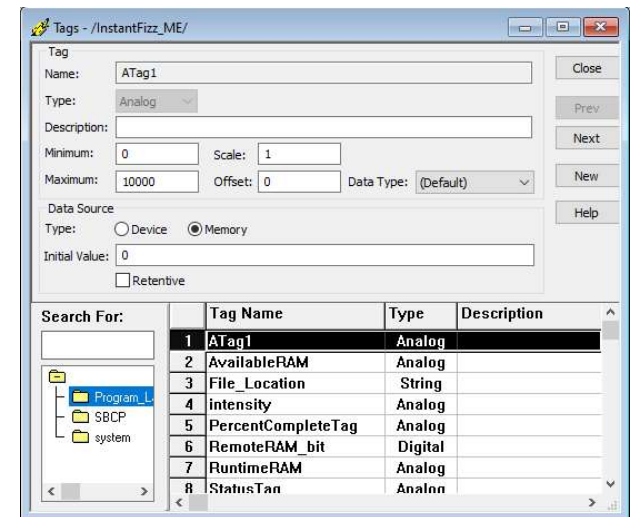 Tags - /InstantFizz_ME/
Tag
Name: ATag1
Close
Type: Analog
Prev
Description:
Next
Minimum: 0 Scale: 1
Maximum: 10000 Offset: 0 Data Type: (Default)
New
Data Source
Help
Type: Device Memory
Initial Value: 0
Retentive
Search For:
Program_L
SBCP
system
Tag Name Type Description
1 ATag1 Analog
2 AvailableRAM Analog
3 File_Location String
4 intensity Analog
5 PercentCompleteTag Analog
6 RemoteRAM_bit Digital
7 RuntimeRAM Analog
8 StatusTag Analog